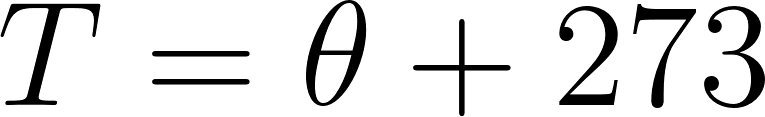 T = θ + 273